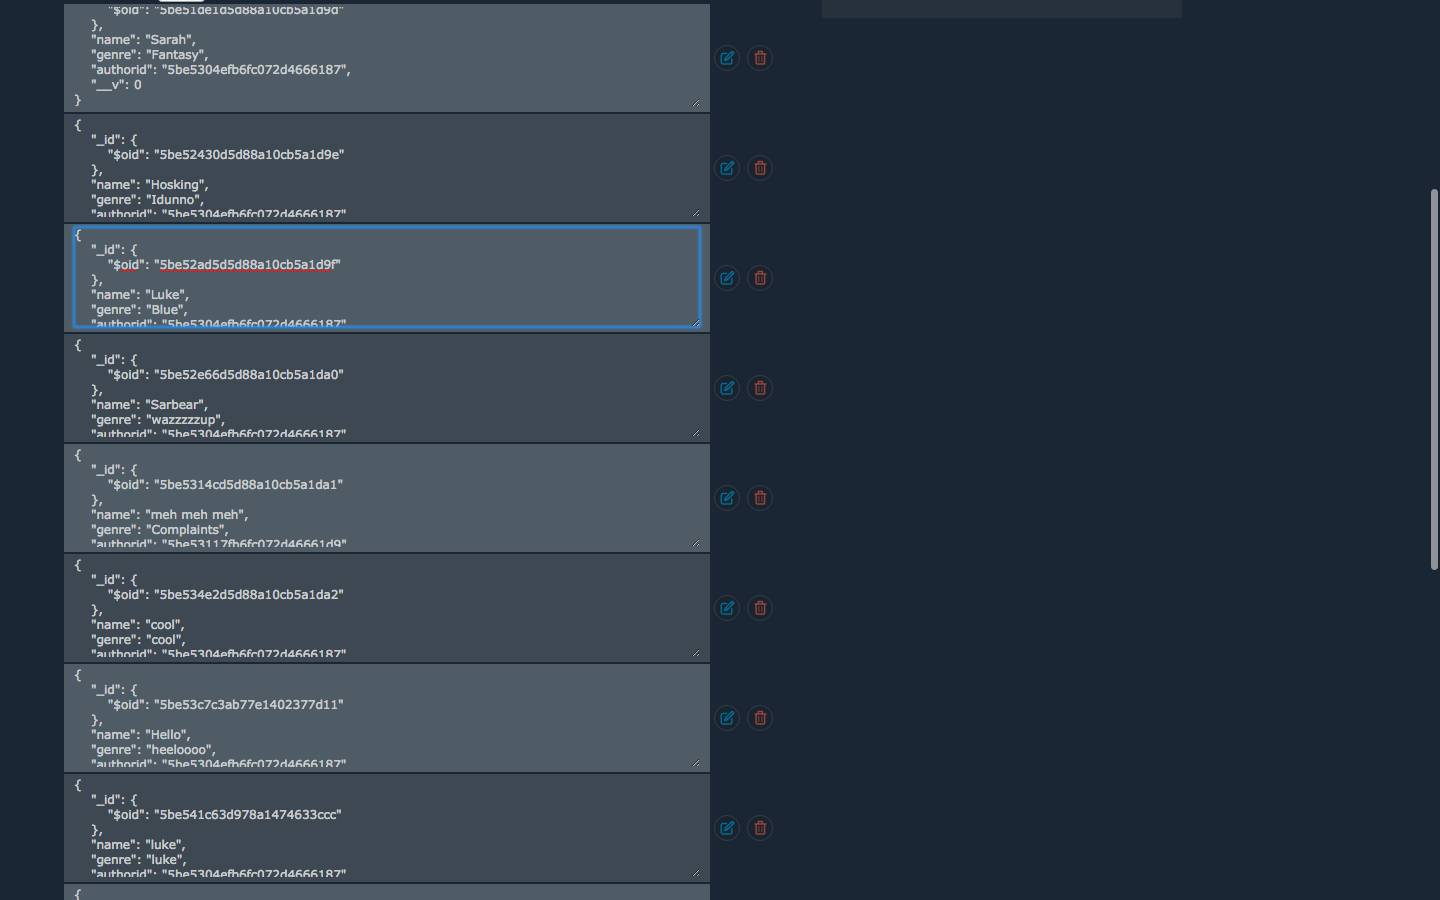 "$oid": "5be51de1d5d88a10cb5a1d9d"
},
"name": "Sarah",
"genre": "Fantasy",
"authorid": "5be5304efb6fc072d4666187",
"__v": 0
}
{
"_id": {
"$oid": "5be52430d5d88a10cb5a1d9e"
},
"name": "Hosking",
"genre": "Idunno",
"authorid": "5be5304efb6fc072d4666187"
{
"_id": {
"$oid": "5be52ad5d5d88a10cb5a1d9f"
},
"name": "Luke",
"genre": "Blue",
"authorid": "5be5304efb6fc072d4666187"
{
"_id": {
"$oid": "5be52e66d5d88a10cb5a1da0"
},
"name": "Sarbear",
"genre": "wazzzzzup",
"authorid": "5be5304efb6fc072d4666187"
{
"_id": {
"$oid": "5be5314cd5d88a10cb5a1da1"
},
"name": "meh meh meh",
"genre": "Complaints",
"authorid": "5be53117fb6fc072d46661d9"
{
"_id": {
"$oid": "5be534e2d5d88a10cb5a1da2"
},
"name": "cool",
"genre": "cool",
"authorid": "5be5304efb6fc072d4666187"
{
"_id": {
"$oid": "5be53c7c3ab77e1402377d11"
},
"name": "Hello",
"genre": "heeloooo",
"authorid": "5be5304efb6fc072d4666187"
{
"_id": {
"$oid": "5be541c63d978a1474633ccc"
},
"name": "luke",
"genre": "luke",
"authorid": "5be5304efb6fc072d4666187"
{